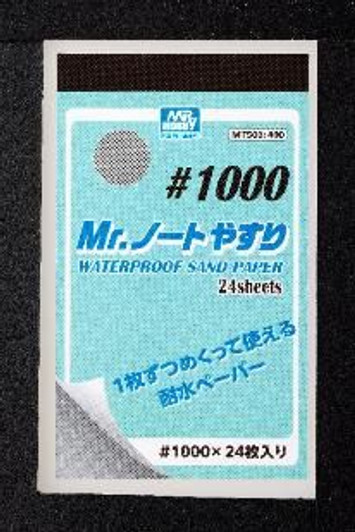 MR.
HOBBY
MT503:400
#1000
Mr.ノートやすり
WATERPROOF SAND PAPER
24sheets
1枚ずつめくって使える
耐水ペーパー
#1000×24枚入り